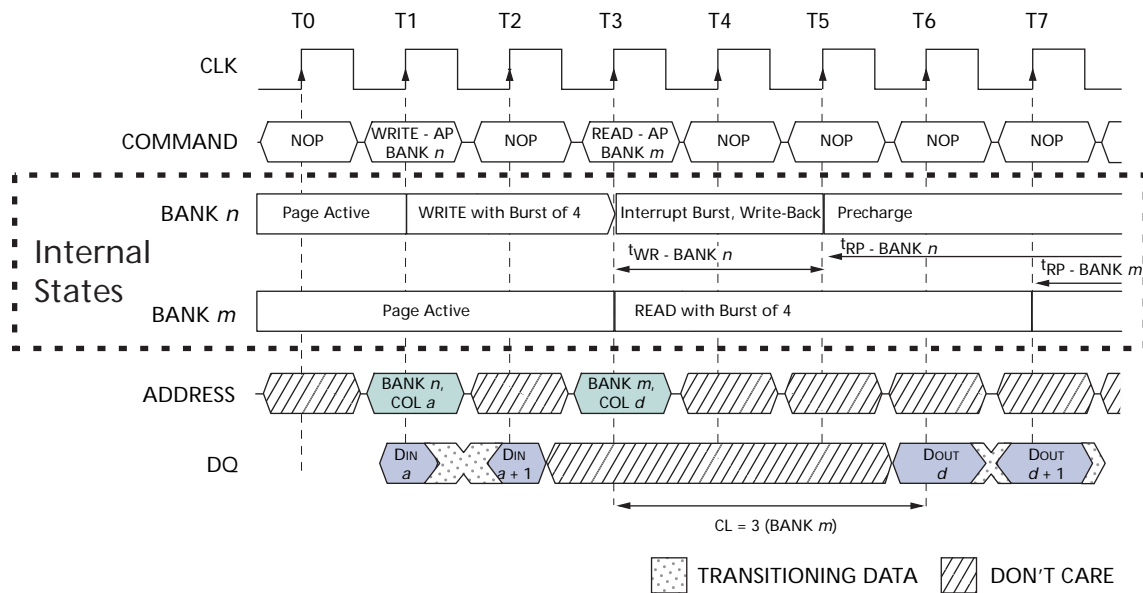 T0 T1 T2 T3 T4 T5 T6 T7
CLK
COMMAND NOP WRITE - AP BANK n NOP READ - AP BANK m NOP NOP NOP NOP
BANK n Page Active WRITE with Burst of 4 Interrupt Burst, Write-Back Precharge
Internal States
tWR - BANK n tRP - BANK n
tRP - BANK m
BANK m Page Active READ with Burst of 4
ADDRESS BANK n, COL a BANK m, COL d
DQ DIN a DIN a + 1 DOUT d DOUT d + 1
CL = 3 (BANK m)
TRANSITIONING DATA DON'T CARE